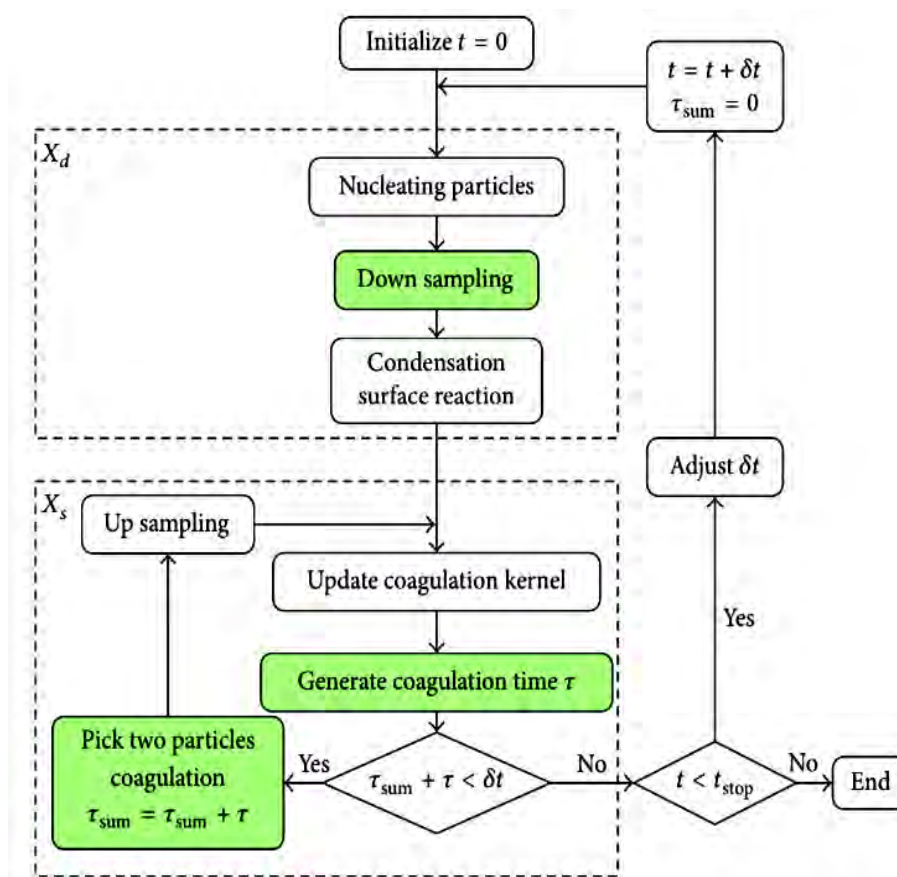 Initialize t = 0
t = t + δt
τsum = 0
Xd
Nucleating particles
Down sampling
Condensation
surface reaction
Adjust δt
Xs
Up sampling
Update coagulation kernel
Yes
Generate coagulation time τ
Pick two particles
coagulation
τsum = τsum + τ
Yes
τsum + τ < δt
No
t < tstop
No
End